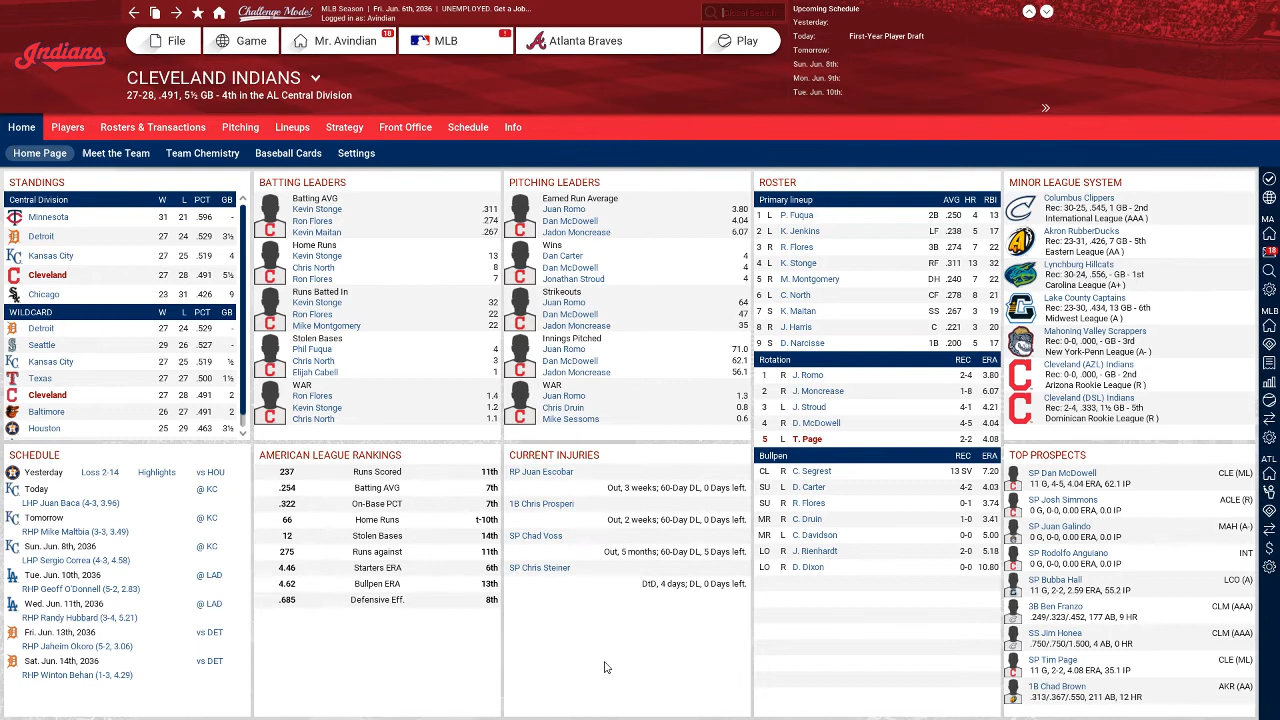 Challenge Mode!
MLB Season | Fri. Jun. 6th, 2036 | UNEMPLOYED. Get a Job...
Logged in as: Avindian
Global Search
File
Game
Mr. Avindian
18
MLB
!
Atlanta Braves
Play
Upcoming Schedule
Yesterday:
Today: First-Year Player Draft
Tomorrow:
Sun. Jun. 8th:
Mon. Jun. 9th:
Tue. Jun. 10th:
Indians
CLEVELAND INDIANS
27-28, .491, 5½ GB - 4th in the AL Central Division
Home Players Rosters & Transactions Pitching Lineups Strategy Front Office Schedule Info
Home Page Meet the Team Team Chemistry Baseball Cards Settings
STANDINGS
Central Division W L PCT GB
Minnesota 31 21 .596 -
Detroit 27 24 .529 3½
Kansas City 27 25 .519 4
Cleveland 27 28 .491 5½
Chicago 23 31 .426 9
WILDCARD W L PCT GB
Detroit 27 24 .529 -
Seattle 29 26 .527 -
Kansas City 27 25 .519 ½
Texas 27 27 .500 1½
Cleveland 27 28 .491 2
Baltimore 26 27 .491 2
Houston 25 29 .463 3½
BATTING LEADERS
Batting AVG
Kevin Stonge .311
Ron Flores .274
Kevin Maitan .267
Home Runs
Kevin Stonge 13
Chris North 8
Ron Flores 7
Runs Batted In
Kevin Stonge 32
Ron Flores 22
Mike Montgomery 22
Stolen Bases
Phil Fuqua 4
Chris North 3
Elijah Cabell 1
WAR
Ron Flores 1.4
Kevin Stonge 1.2
Chris North 1.1
PITCHING LEADERS
Earned Run Average
Juan Romo 3.80
Dan McDowell 4.04
Jadon Moncrease 6.07
Wins
Dan Carter 4
Dan McDowell 4
Jonathan Stroud 4
Strikeouts
Juan Romo 64
Dan McDowell 47
Jadon Moncrease 35
Innings Pitched
Juan Romo 71.0
Dan McDowell 62.1
Jadon Moncrease 56.1
WAR
Juan Romo 1.3
Chris Druin 0.8
Mike Sessoms 0.6
ROSTER
Primary lineup AVG HR RBI
1 L P. Fuqua 2B .250 4 13
2 L K. Jenkins LF .238 5 17
3 R R. Flores 3B .274 7 22
4 L K. Stonge RF .311 13 32
5 R M. Montgomery DH .240 7 22
6 L C. North CF .278 8 21
7 S K. Maitan SS .267 3 19
8 R J. Harris C .221 3 20
9 S D. Narcisse 1B .200 5 17
Rotation REC ERA
1 R J. Romo 2-4 3.80
2 R J. Moncrease 1-8 6.07
3 L J. Stroud 4-1 4.21
4 R D. McDowell 4-5 4.04
5 L T. Page 2-2 4.08
Bullpen REC ERA
CL R C. Segrest 13 SV 7.20
SU L D. Carter 4-2 4.03
SU R R. Flores 0-1 3.74
MR R C. Druin 1-0 3.41
MR L C. Davidson 0-0 5.00
LO R J. Rienhardt 2-0 5.18
LO R D. Dixon 0-0 10.80
MINOR LEAGUE SYSTEM
Columbus Clippers
Rec: 30-25, .545, 1 GB - 2nd
International League (AAA )
Akron RubberDucks
Rec: 23-31, .426, 7 GB - 5th
Eastern League (AA )
Lynchburg Hillcats
Rec: 30-24, .556, - GB - 1st
Carolina League (A+ )
Lake County Captains
Rec: 23-30, .434, 13 GB - 6th
Midwest League (A )
Mahoning Valley Scrappers
Rec: 0-0, .000, - GB - 3rd
New York-Penn League (A- )
Cleveland (AZL) Indians
Rec: 0-0, .000, - GB - 2nd
Arizona Rookie League (R )
Cleveland (DSL) Indians
Rec: 2-4, .333, 1½ GB - 5th
Dominican Rookie League (R )
SCHEDULE
Yesterday Loss 2-14 Highlights vs HOU
Today @ KC
LHP Juan Baca (4-3, 3.96)
Tomorrow @ KC
RHP Mike Maltbia (3-3, 3.49)
Sun. Jun. 8th, 2036 @ KC
LHP Sergio Correa (4-3, 4.58)
Tue. Jun. 10th, 2036 @ LAD
RHP Geoff O'Donnell (5-2, 2.83)
Wed. Jun. 11th, 2036 @ LAD
RHP Randy Hubbard (3-4, 5.21)
Fri. Jun. 13th, 2036 vs DET
RHP Jaheim Okoro (5-2, 3.06)
Sat. Jun. 14th, 2036 vs DET
RHP Winton Behan (1-3, 4.29)
AMERICAN LEAGUE RANKINGS
237 Runs Scored 11th
.254 Batting AVG 7th
.322 On-Base PCT 7th
66 Home Runs t-10th
12 Stolen Bases 14th
275 Runs against 11th
4.46 Starters ERA 6th
4.62 Bullpen ERA 13th
.685 Defensive Eff. 8th
CURRENT INJURIES
RP Juan Escobar
Out, 3 weeks; 60-Day DL, 0 Days left.
1B Chris Prosperi
Out, 2 weeks; 60-Day DL, 0 Days left.
SP Chad Voss
Out, 5 months; 60-Day DL, 5 Days left.
SP Chris Steiner
DtD, 4 days; DL, 0 Days left.
TOP PROSPECTS
SP Dan McDowell CLE (ML)
11 G, 4-5, 4.04 ERA, 62.1 IP
SP Josh Simmons ACLE (R)
0 G, 0-0, 0.00 ERA, 0.0 IP
SP Juan Galindo MAH (A-)
0 G, 0-0, 0.00 ERA, 0.0 IP
SP Rodolfo Anguiano INT
0 G, 0-0, 0.00 ERA, 0.0 IP
SP Bubba Hall LCO (A)
11 G, 2-2, 2.59 ERA, 55.2 IP
3B Ben Franzo CLM (AAA)
.249/.323/.452, 177 AB, 9 HR
SS Jim Honea CLM (AAA)
.750/.750/1.500, 4 AB, 0 HR
SP Tim Page CLE (ML)
11 G, 2-2, 4.08 ERA, 35.1 IP
1B Chad Brown AKR (AA)
.313/.367/.550, 211 AB, 12 HR
MA
18
MLB
ATL